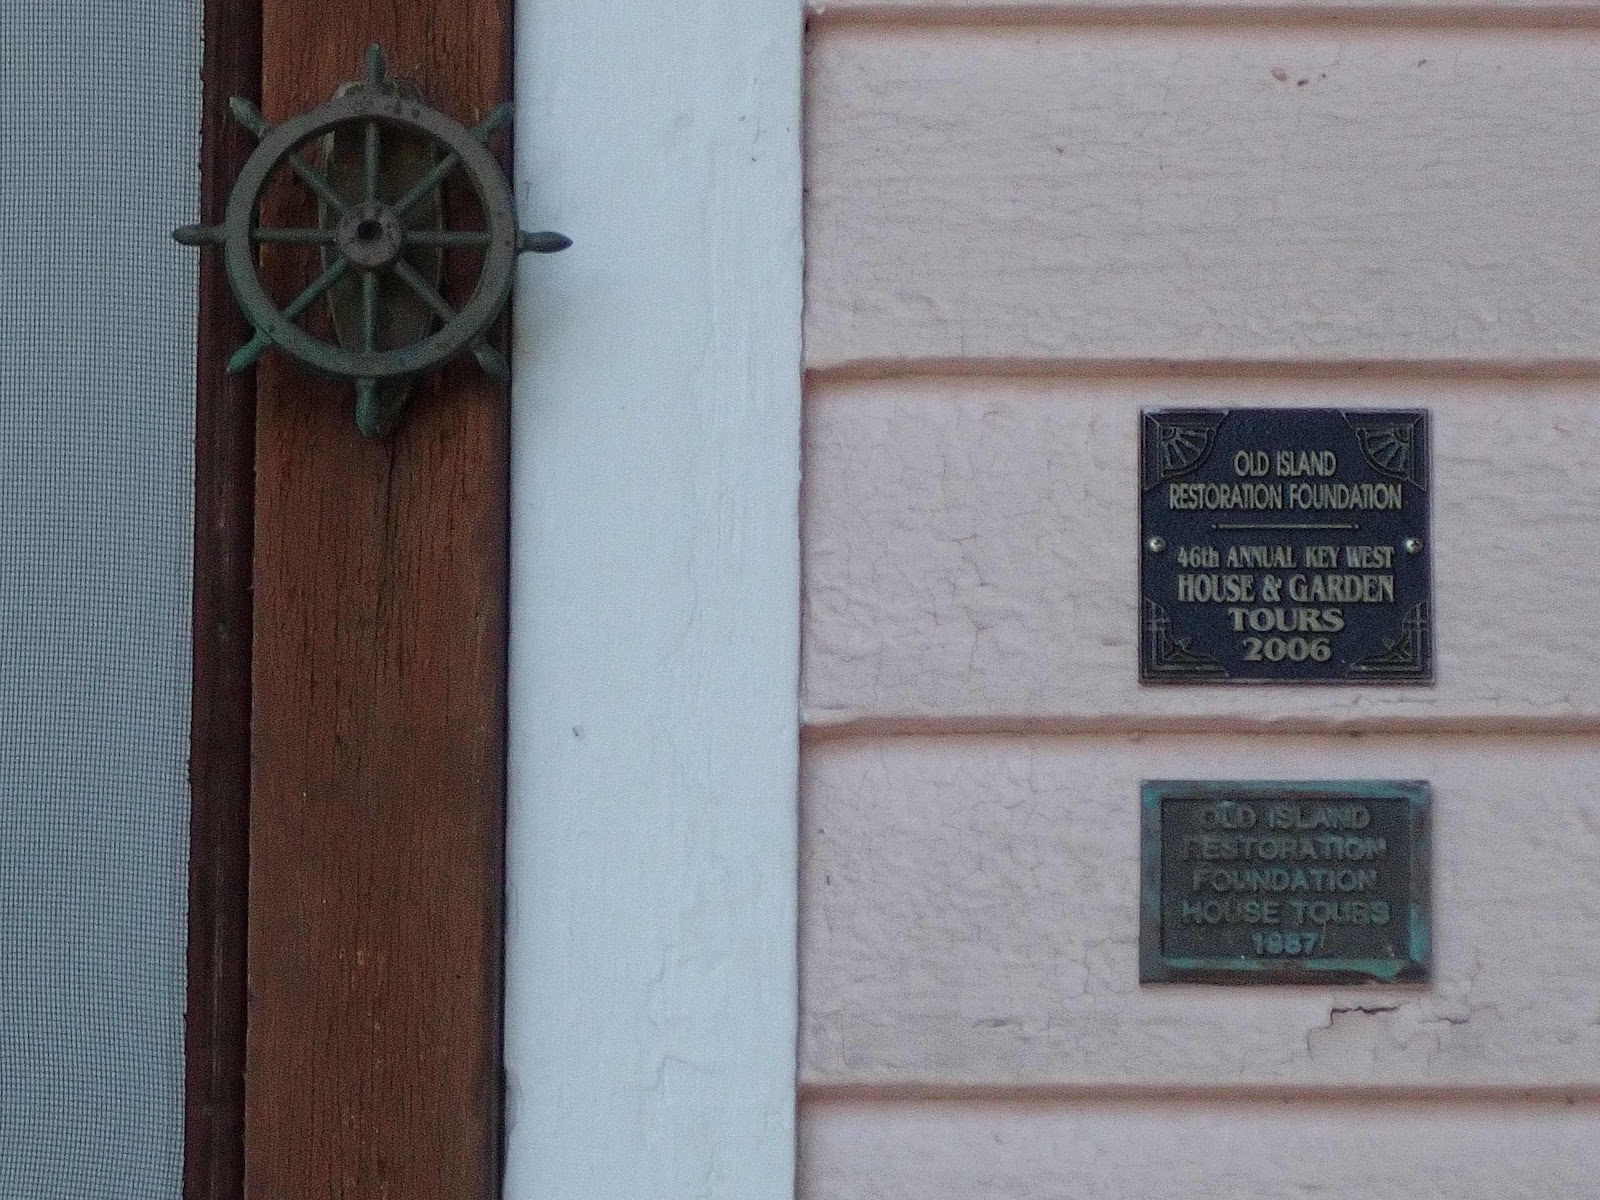 OLD ISLAND
RESTORATION FOUNDATION
46th ANNUAL KEY WEST
HOUSE & GARDEN
TOURS
2006
OLD ISLAND
RESTORATION
FOUNDATION
HOUSE TOURS
1987